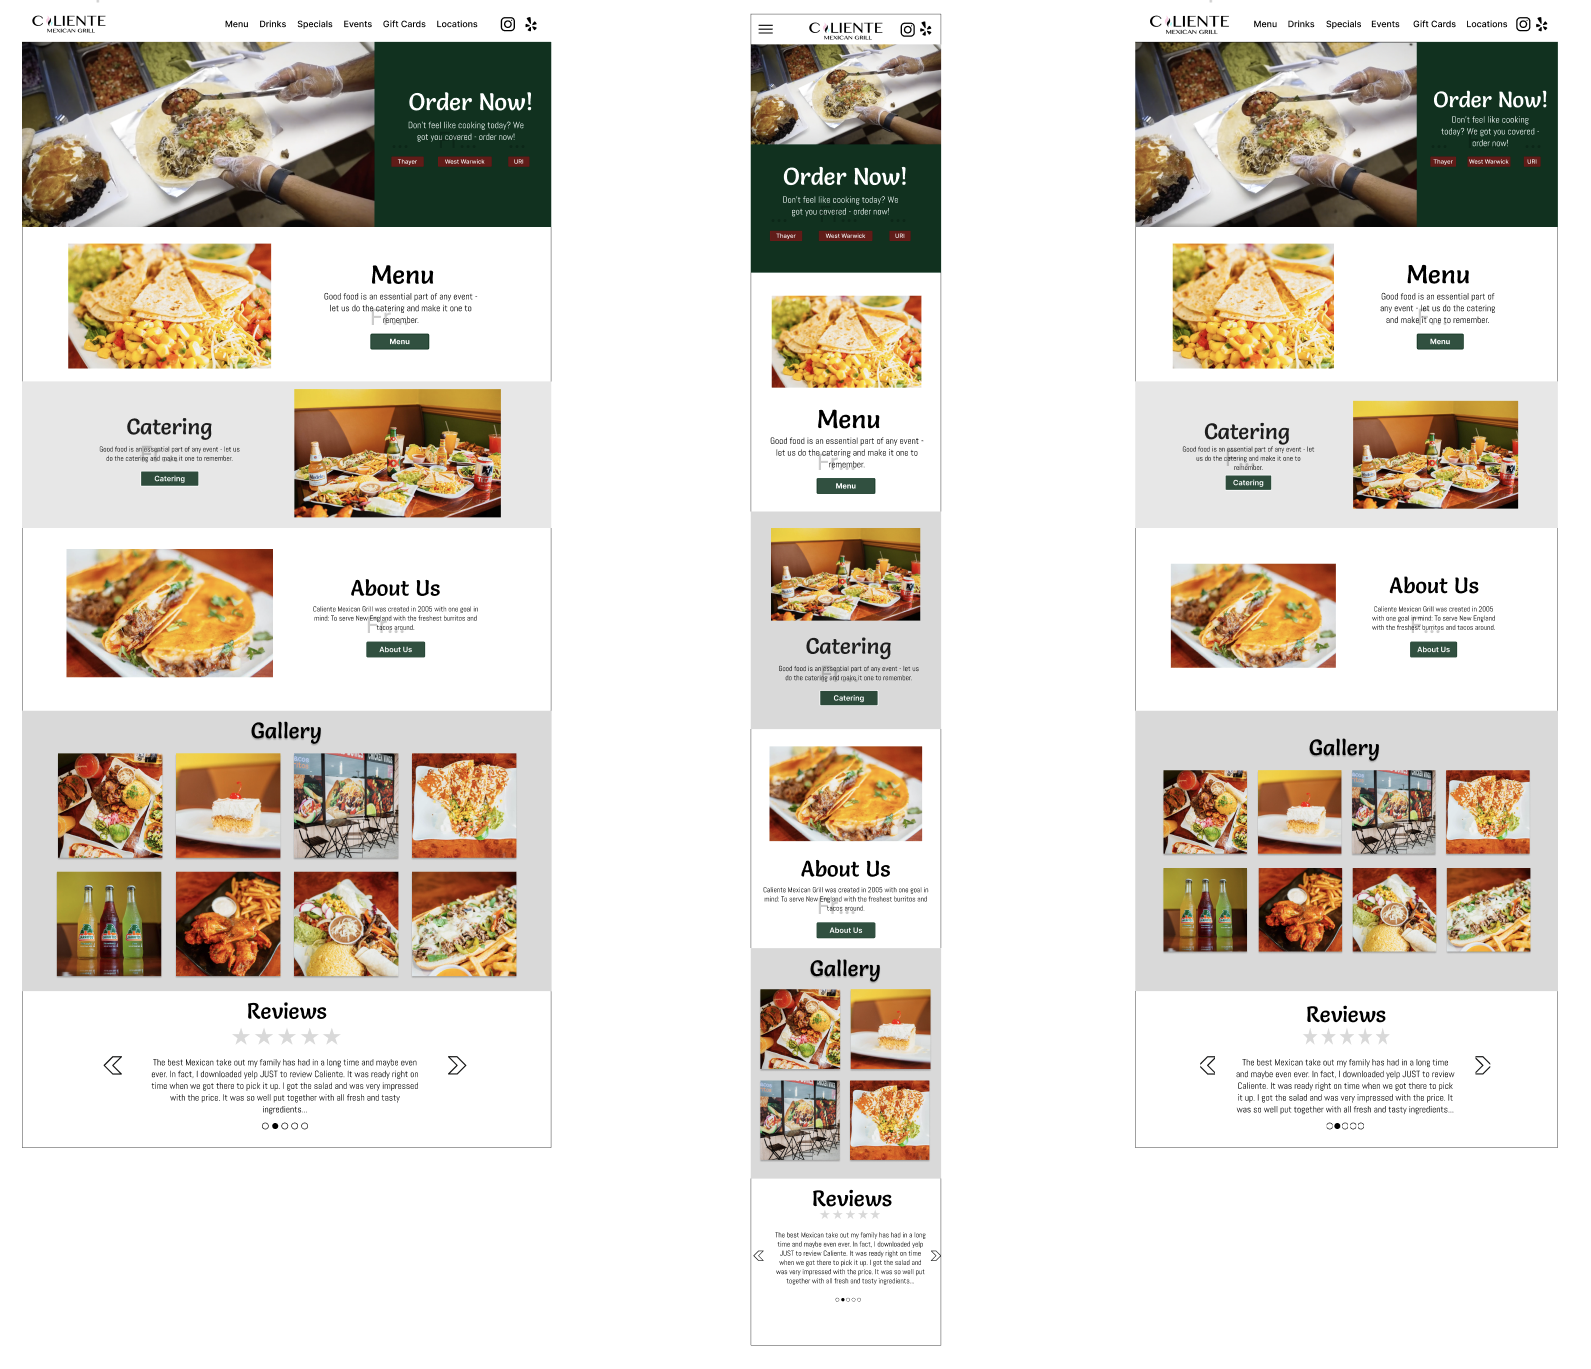 CALIENTE
MEXICAN GRILL
Menu Drinks Specials Events Gift Cards Locations
Order Now!
Don't feel like cooking today? We
got you covered - order now!
Thayer West Warwick URI
Menu
Good food is an essential part of any event -
let us do the catering and make it one to
remember.
Fr...
Menu
Catering
Good food is an essential part of any event - let us
do the catering and make it one to remember.
Catering
About Us
Caliente Mexican Grill was created in 2005 with one goal in
mind: To serve New England with the freshest burritos and
tacos around.
Fr...
About Us
Gallery
Reviews
The best Mexican take out my family has had in a long time and maybe even
ever. In fact, I downloaded yelp JUST to review Caliente. It was ready right on
time when we got there to pick it up. I got the salad and was very impressed
with the price. It was so well put together with all fresh and tasty
ingredients...
CALIENTE
MEXICAN GRILL
Order Now!
Don't feel like cooking today? We
got you covered - order now!
Thayer West Warwick URI
Menu
Good food is an essential part of any event -
let us do the catering and make it one to
remember.
Fr...
Menu
Catering
Good food is an essential part of any event - let us
do the catering and make it one to remember.
Catering
About Us
Caliente Mexican Grill was created in 2005 with one goal in
mind: To serve New England with the freshest burritos and
tacos around.
Fr...
About Us
Gallery
Reviews
The best Mexican take out my family has had in a long
time and maybe even ever. In fact, I downloaded yelp
JUST to review Caliente. It was ready right on time
when we got there to pick it up. I got the salad and
was very impressed with the price. It was so well put
together with all fresh and tasty ingredients...
CALIENTE
MEXICAN GRILL
Menu Drinks Specials Events Gift Cards Locations
Order Now!
Don't feel like cooking
today? We got you covered -
order now!
Thayer West Warwick URI
Menu
Good food is an essential part of
any event - let us do the catering
and make it one to remember.
Menu
Catering
Good food is an essential part of any event - let
us do the catering and make it one to
remember.
Catering
About Us
Caliente Mexican Grill was created in 2005
with one goal in mind: To serve New England
with the freshest burritos and tacos around.
About Us
Gallery
Reviews
The best Mexican take out my family has had in a long time
and maybe even ever. In fact, I downloaded yelp JUST to review
Caliente. It was ready right on time when we got there to pick
it up. I got the salad and was very impressed with the price. It
was so well put together with all fresh and tasty ingredients...